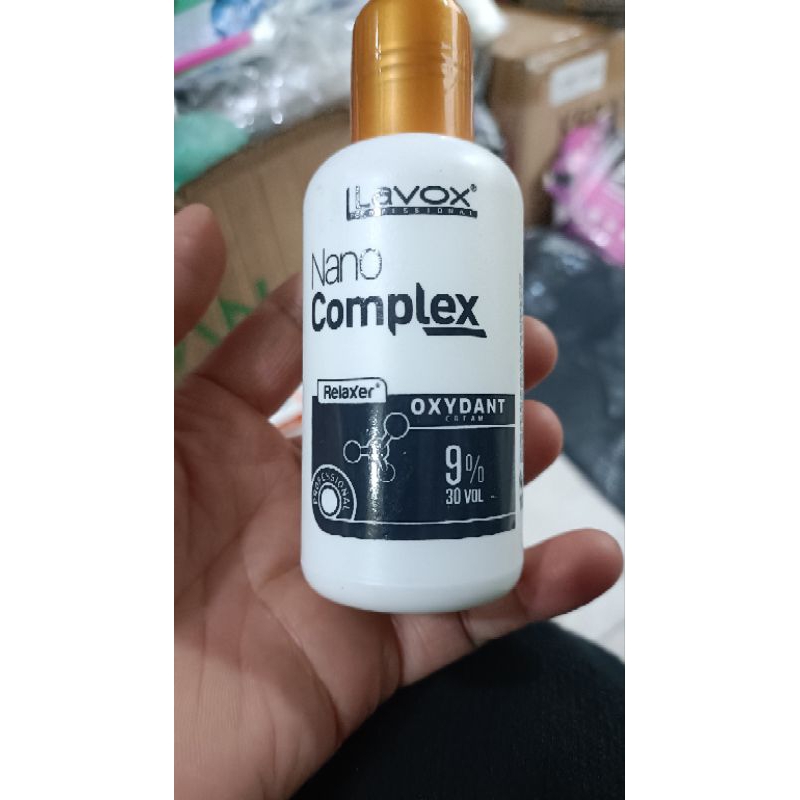 Lavox®
PROFESSIONAL
Nano
Complex
Relaxer
OXYDANT
CREAM
9%
30 VOL
PROFESSIONAL